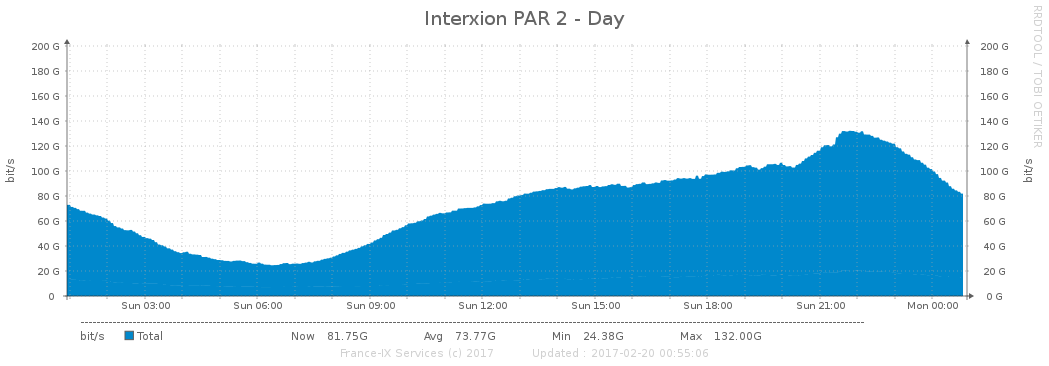 Interxion PAR 2 - Day
RRDTOOL / TOBI OETIKER
bit/s
200 G 200 G
180 G 180 G
160 G 160 G
140 G 140 G
120 G 120 G
100 G 100 G
80 G 80 G
60 G 60 G
40 G 40 G
20 G 20 G
0 0 G
bit/s
Sun 03:00 Sun 06:00 Sun 09:00 Sun 12:00 Sun 15:00 Sun 18:00 Sun 21:00 Mon 00:00
bit/s Total Now 81.75G Avg 73.77G Min 24.38G Max 132.00G
France-IX Services (c) 2017 Updated : 2017-02-20 00:55:06